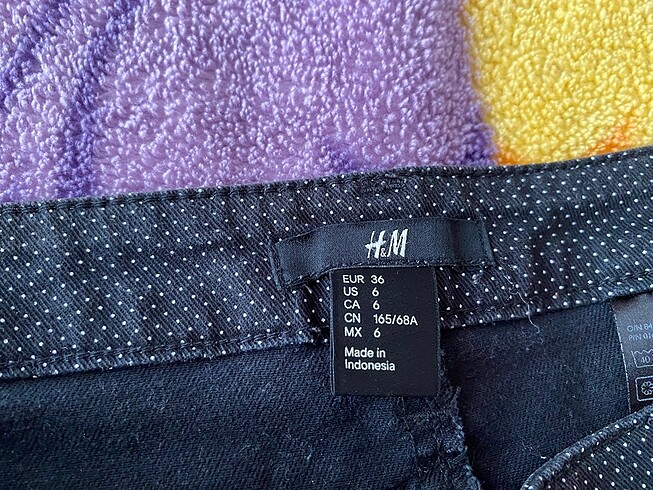 H&M
EUR 36
US 6
CA 6
CN 165/68A
MX 6
Made in
Indonesia
O/N
P/N